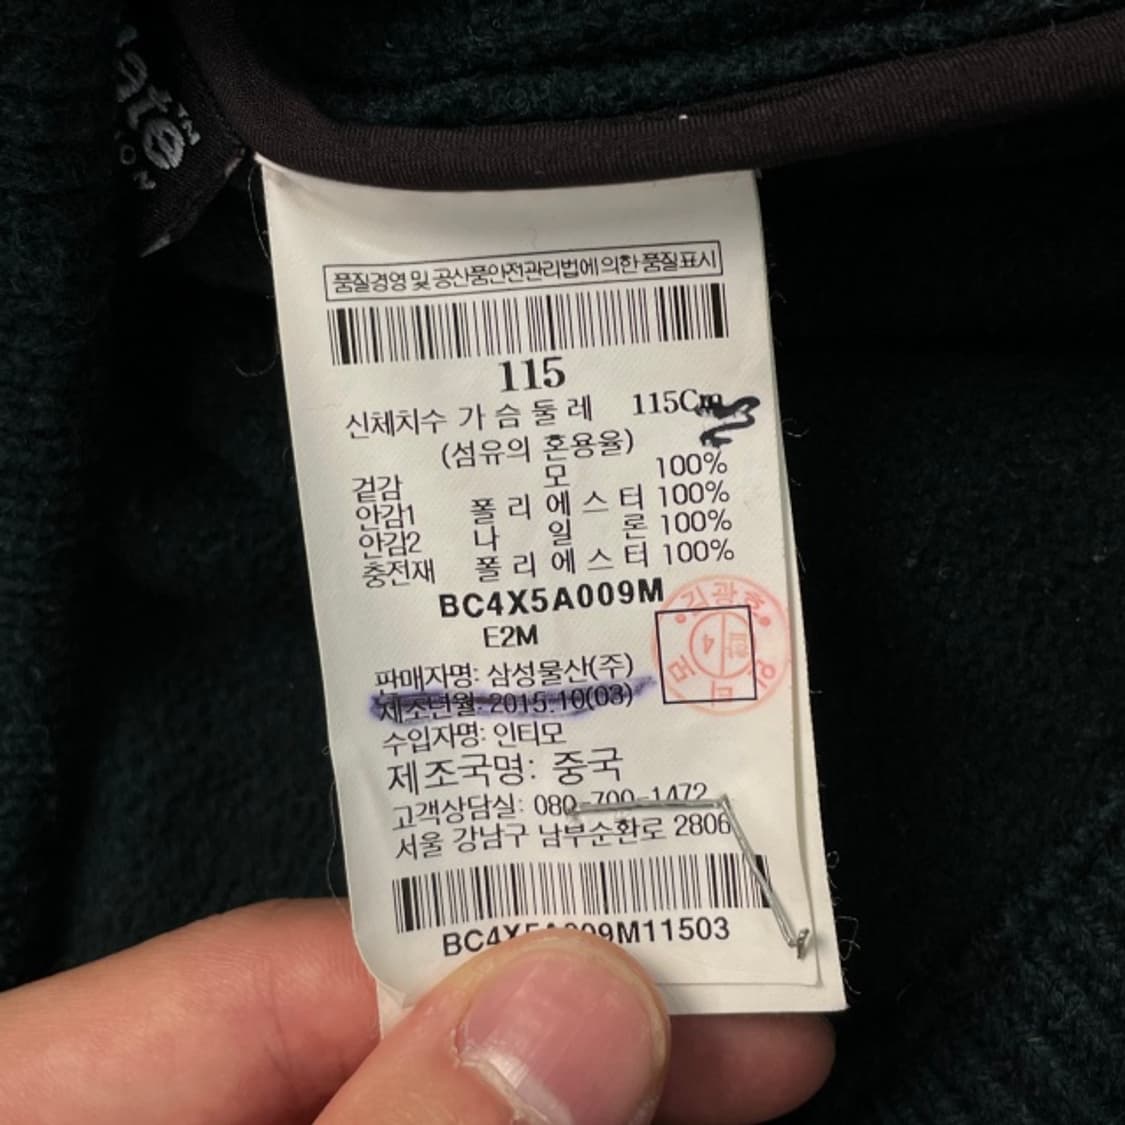 품질경영 및 공산품안전관리법에 의한 품질표시
115
신체치수 가슴둘레 115Cm
(섬유의 혼용율)
겉감 모 100%
안감1 폴리에스터 100%
안감2 나일론 100%
충전재 폴리에스터 100%
BC4X5A009M
E2M
판매자명: 삼성물산(주)
제조년월: 2015.10(03)
수입자명: 인티모
제조국명: 중국
고객상담실: 080-700-1472
서울 강남구 남부순환로 2806
BC4X5A009M11503